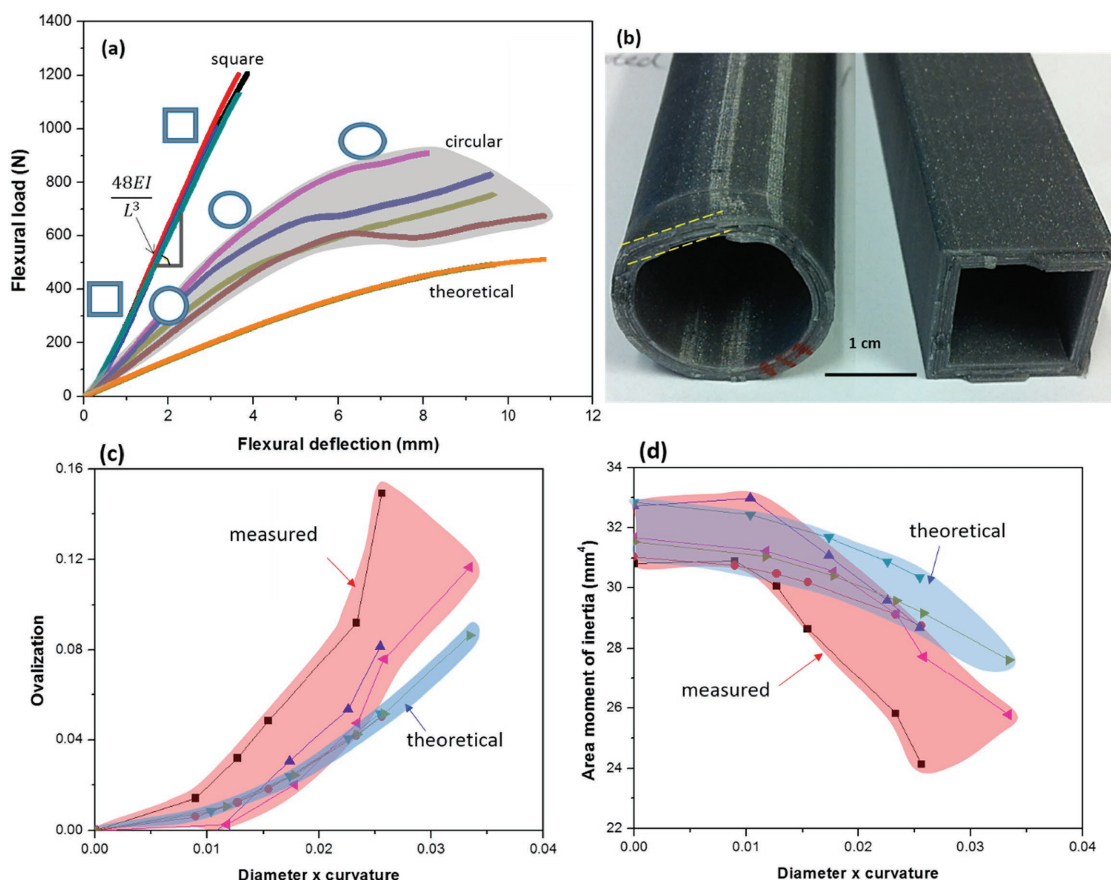 (a)
1400
1200
1000
800
600
400
200
0
Flexural load (N)
square
circular
theoretical
48EI
L³
0 2 4 6 8 10 12
Flexural deflection (mm)
(b)
1 cm
(c)
0.16
0.12
0.08
0.04
0.00
Ovalization
measured
theoretical
0.00 0.01 0.02 0.03 0.04
Diameter x curvature
(d)
34
32
30
28
26
24
22
Area moment of inertia (mm⁴)
theoretical
measured
0.00 0.01 0.02 0.03 0.04
Diameter x curvature